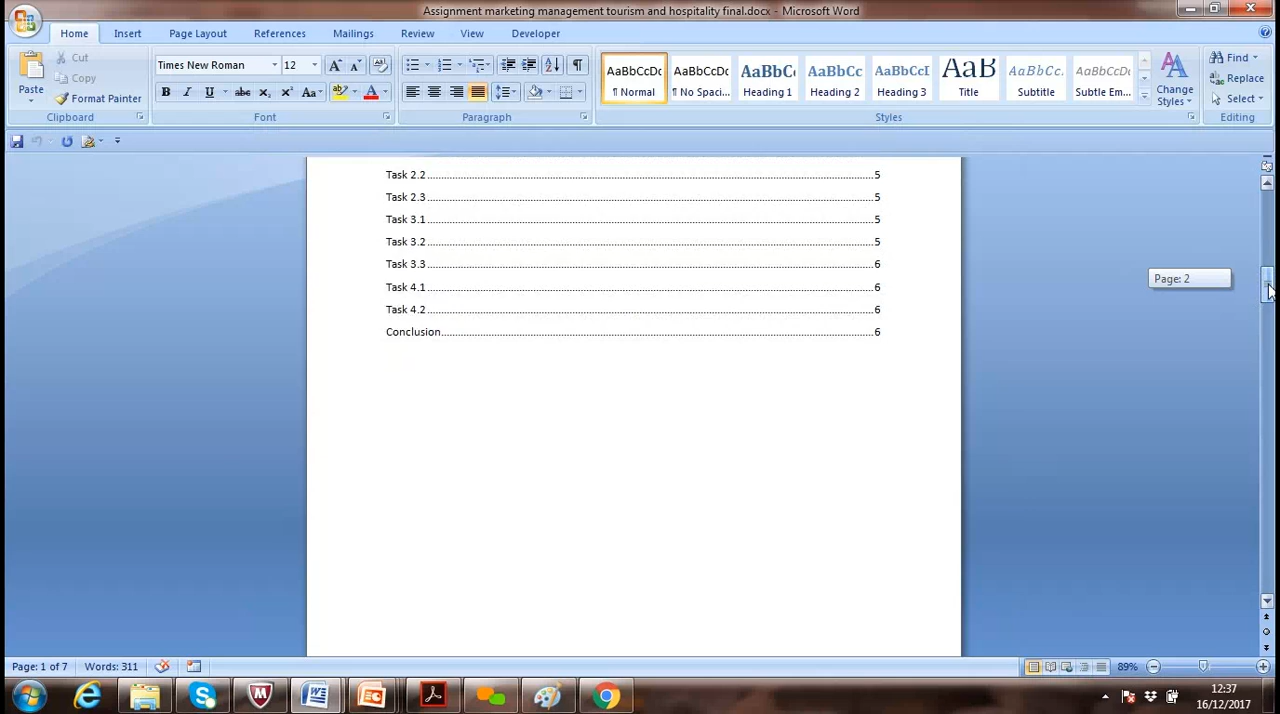 Assignment marketing management tourism and hospitality final.docx - Microsoft Word
Home Insert Page Layout References Mailings Review View Developer
Paste
Cut
Copy
Format Painter
Clipboard
Times New Roman 12
Font
Paragraph
AaBbCcDc AaBbCcDc AaBbC AaBbCc AaBbCcI AaB AaBbCc. AaBbCcDc
¶ Normal ¶ No Spaci... Heading 1 Heading 2 Heading 3 Title Subtitle Subtle Em...
Styles
Change Styles
Find
Replace
Select
Editing
Task 2.2 5
Task 2.3 5
Task 3.1 5
Task 3.2 5
Task 3.3 6
Task 4.1 6
Task 4.2 6
Conclusion 6
Page: 2
Page: 1 of 7 Words: 311 89%
12:37
16/12/2017